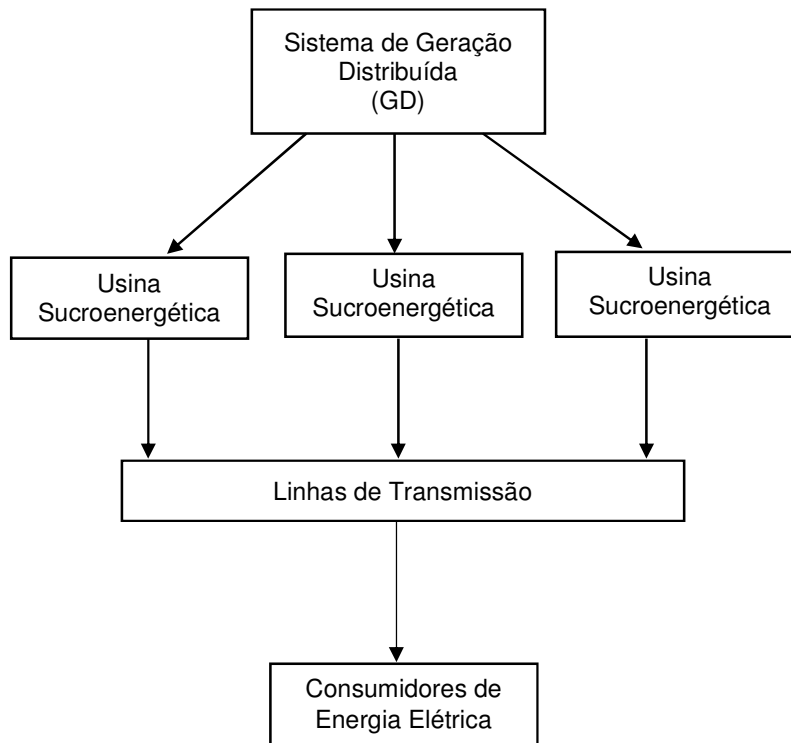 Sistema de Geração
Distribuída
(GD)
Usina
Sucroenergética
Usina
Sucroenergética
Usina
Sucroenergética
Linhas de Transmissão
Consumidores de
Energia Elétrica